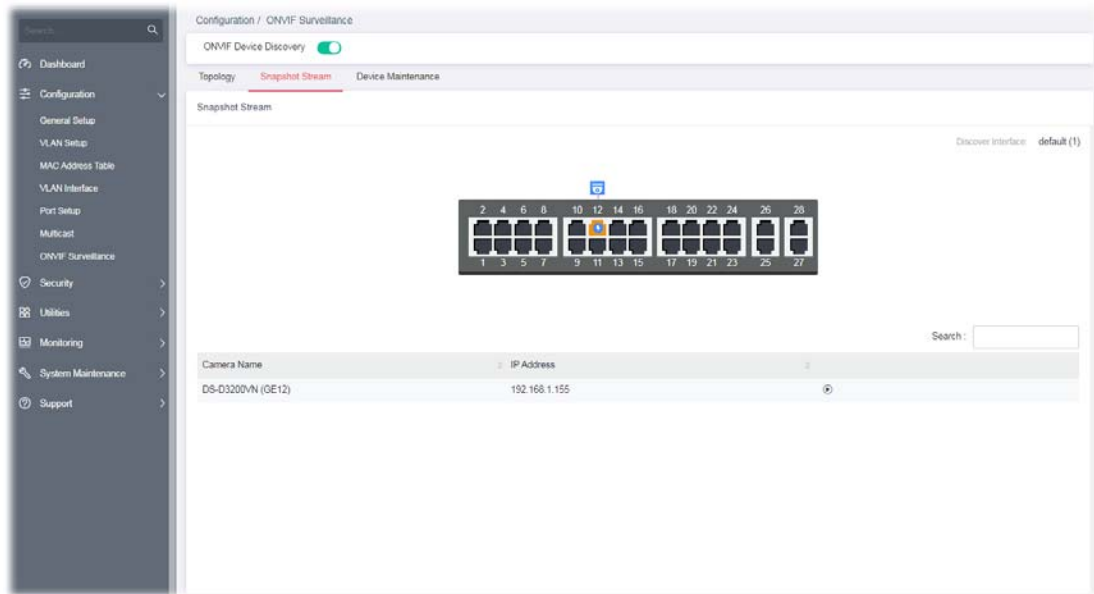 Search...
Configuration / ONVIF Surveillance
ONVIF Device Discovery
Dashboard
Configuration
General Setup
VLAN Setup
MAC Address Table
VLAN Interface
Port Setup
Multicast
ONVIF Surveillance
Security
Utilities
Monitoring
System Maintenance
Support
Topology Snapshot Stream Device Maintenance
Snapshot Stream
Discover Interface default (1)
2 4 6 8 10 12 14 16 18 20 22 24 26 28
1 3 5 7 9 11 13 15 17 19 21 23 25 27
Search :
Camera Name IP Address
DS-D3200VN (GE12) 192.168.1.155